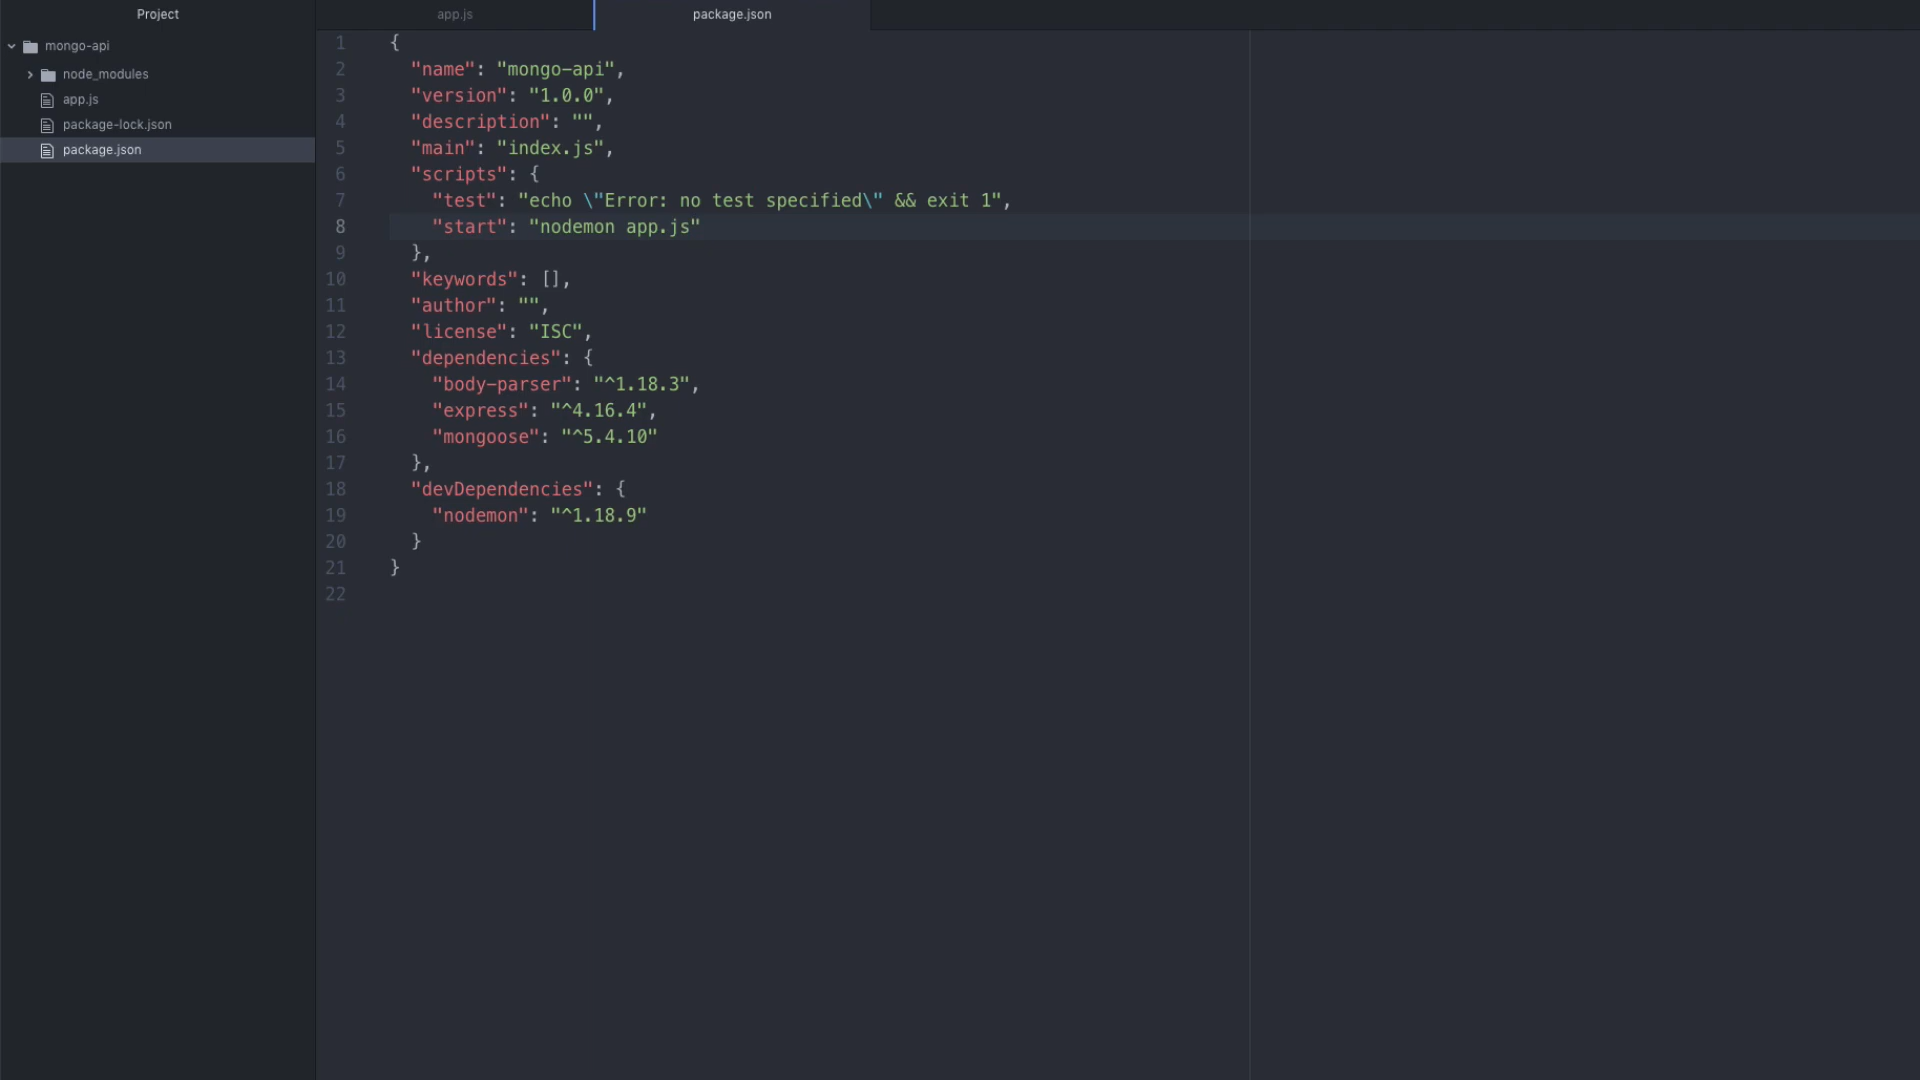 Project
mongo-api
node_modules
app.js
package-lock.json
package.json
app.js
package.json
1 {
2 "name": "mongo-api",
3 "version": "1.0.0",
4 "description": "",
5 "main": "index.js",
6 "scripts": {
7 "test": "echo \"Error: no test specified\" && exit 1",
8 "start": "nodemon app.js"
9 },
10 "keywords": [],
11 "author": "",
12 "license": "ISC",
13 "dependencies": {
14 "body-parser": "^1.18.3",
15 "express": "^4.16.4",
16 "mongoose": "^5.4.10"
17 },
18 "devDependencies": {
19 "nodemon": "^1.18.9"
20 }
21 }
22